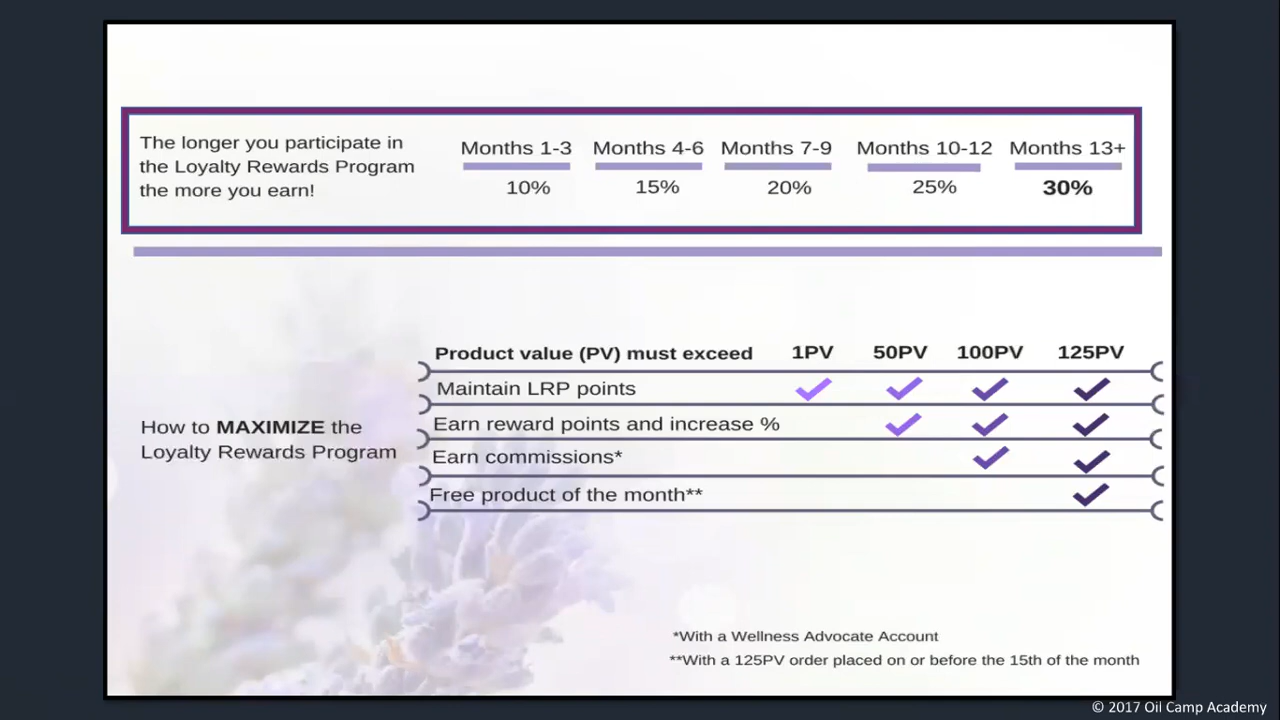 The longer you participate in
the Loyalty Rewards Program
the more you earn!
Months 1-3 Months 4-6 Months 7-9 Months 10-12 Months 13+
10% 15% 20% 25% 30%
Product value (PV) must exceed 1PV 50PV 100PV 125PV
Maintain LRP points
Earn reward points and increase %
Earn commissions*
Free product of the month**
How to MAXIMIZE the
Loyalty Rewards Program
*With a Wellness Advocate Account
**With a 125PV order placed on or before the 15th of the month
© 2017 Oil Camp Academy